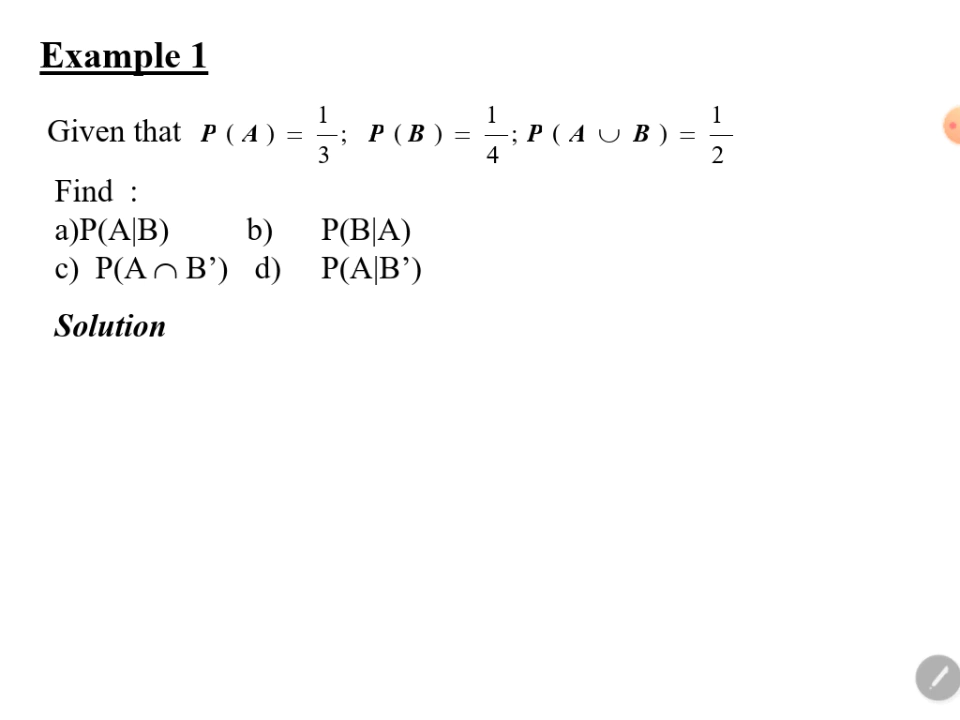 Example 1
Given that P ( A ) = 1/3; P ( B ) = 1/4; P ( A ∪ B ) = 1/2
Find :
a)P(A|B) b) P(B|A)
c) P(A ∩ B’) d) P(A|B’)
Solution